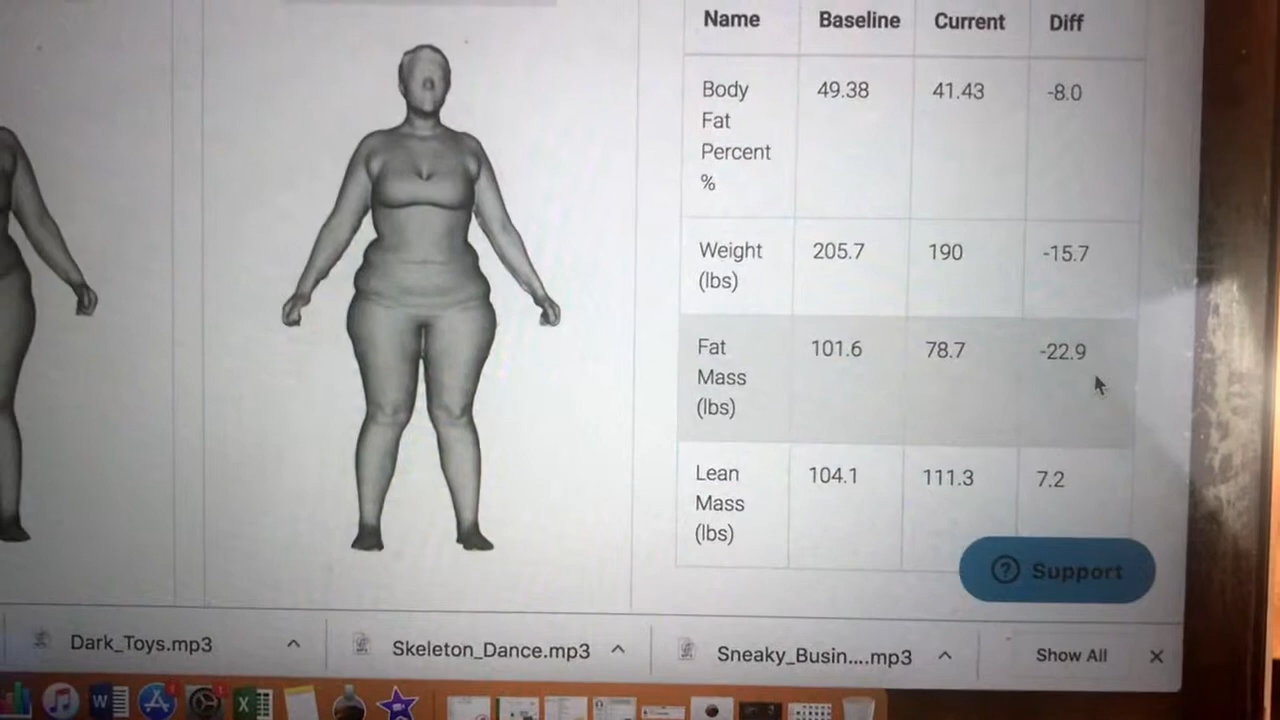 Name Baseline Current Diff
Body
Fat
Percent
%
49.38 41.43 -8.0
Weight
(lbs)
205.7 190 -15.7
Fat
Mass
(lbs)
101.6 78.7 -22.9
Lean
Mass
(lbs)
104.1 111.3 7.2
? Support
Dark_Toys.mp3 Skeleton_Dance.mp3 Sneaky_Busin....mp3 Show All
W X